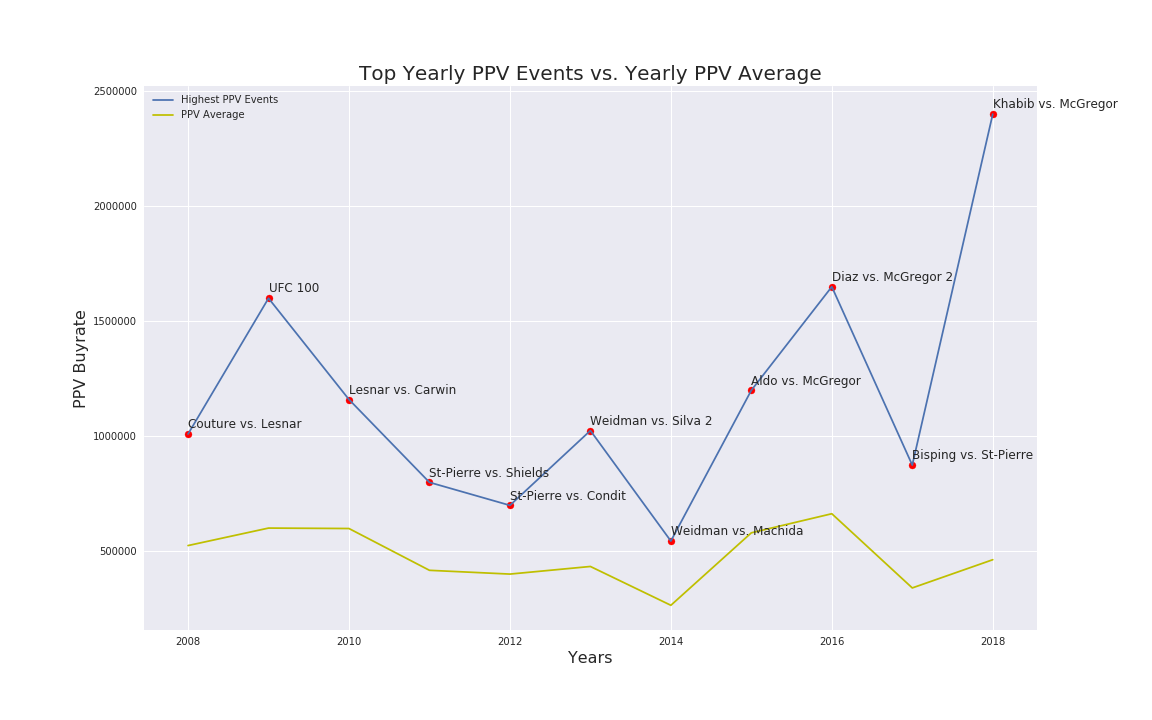 Top Yearly PPV Events vs. Yearly PPV Average
Highest PPV Events
PPV Average
2500000
2000000
1500000
1000000
500000
PPV Buyrate
Couture vs. Lesnar
UFC 100
Lesnar vs. Carwin
St-Pierre vs. Shields
St-Pierre vs. Condit
Weidman vs. Silva 2
Weidman vs. Machida
Aldo vs. McGregor
Diaz vs. McGregor 2
Bisping vs. St-Pierre
Khabib vs. McGregor
2008
2010
2012
2014
2016
2018
Years